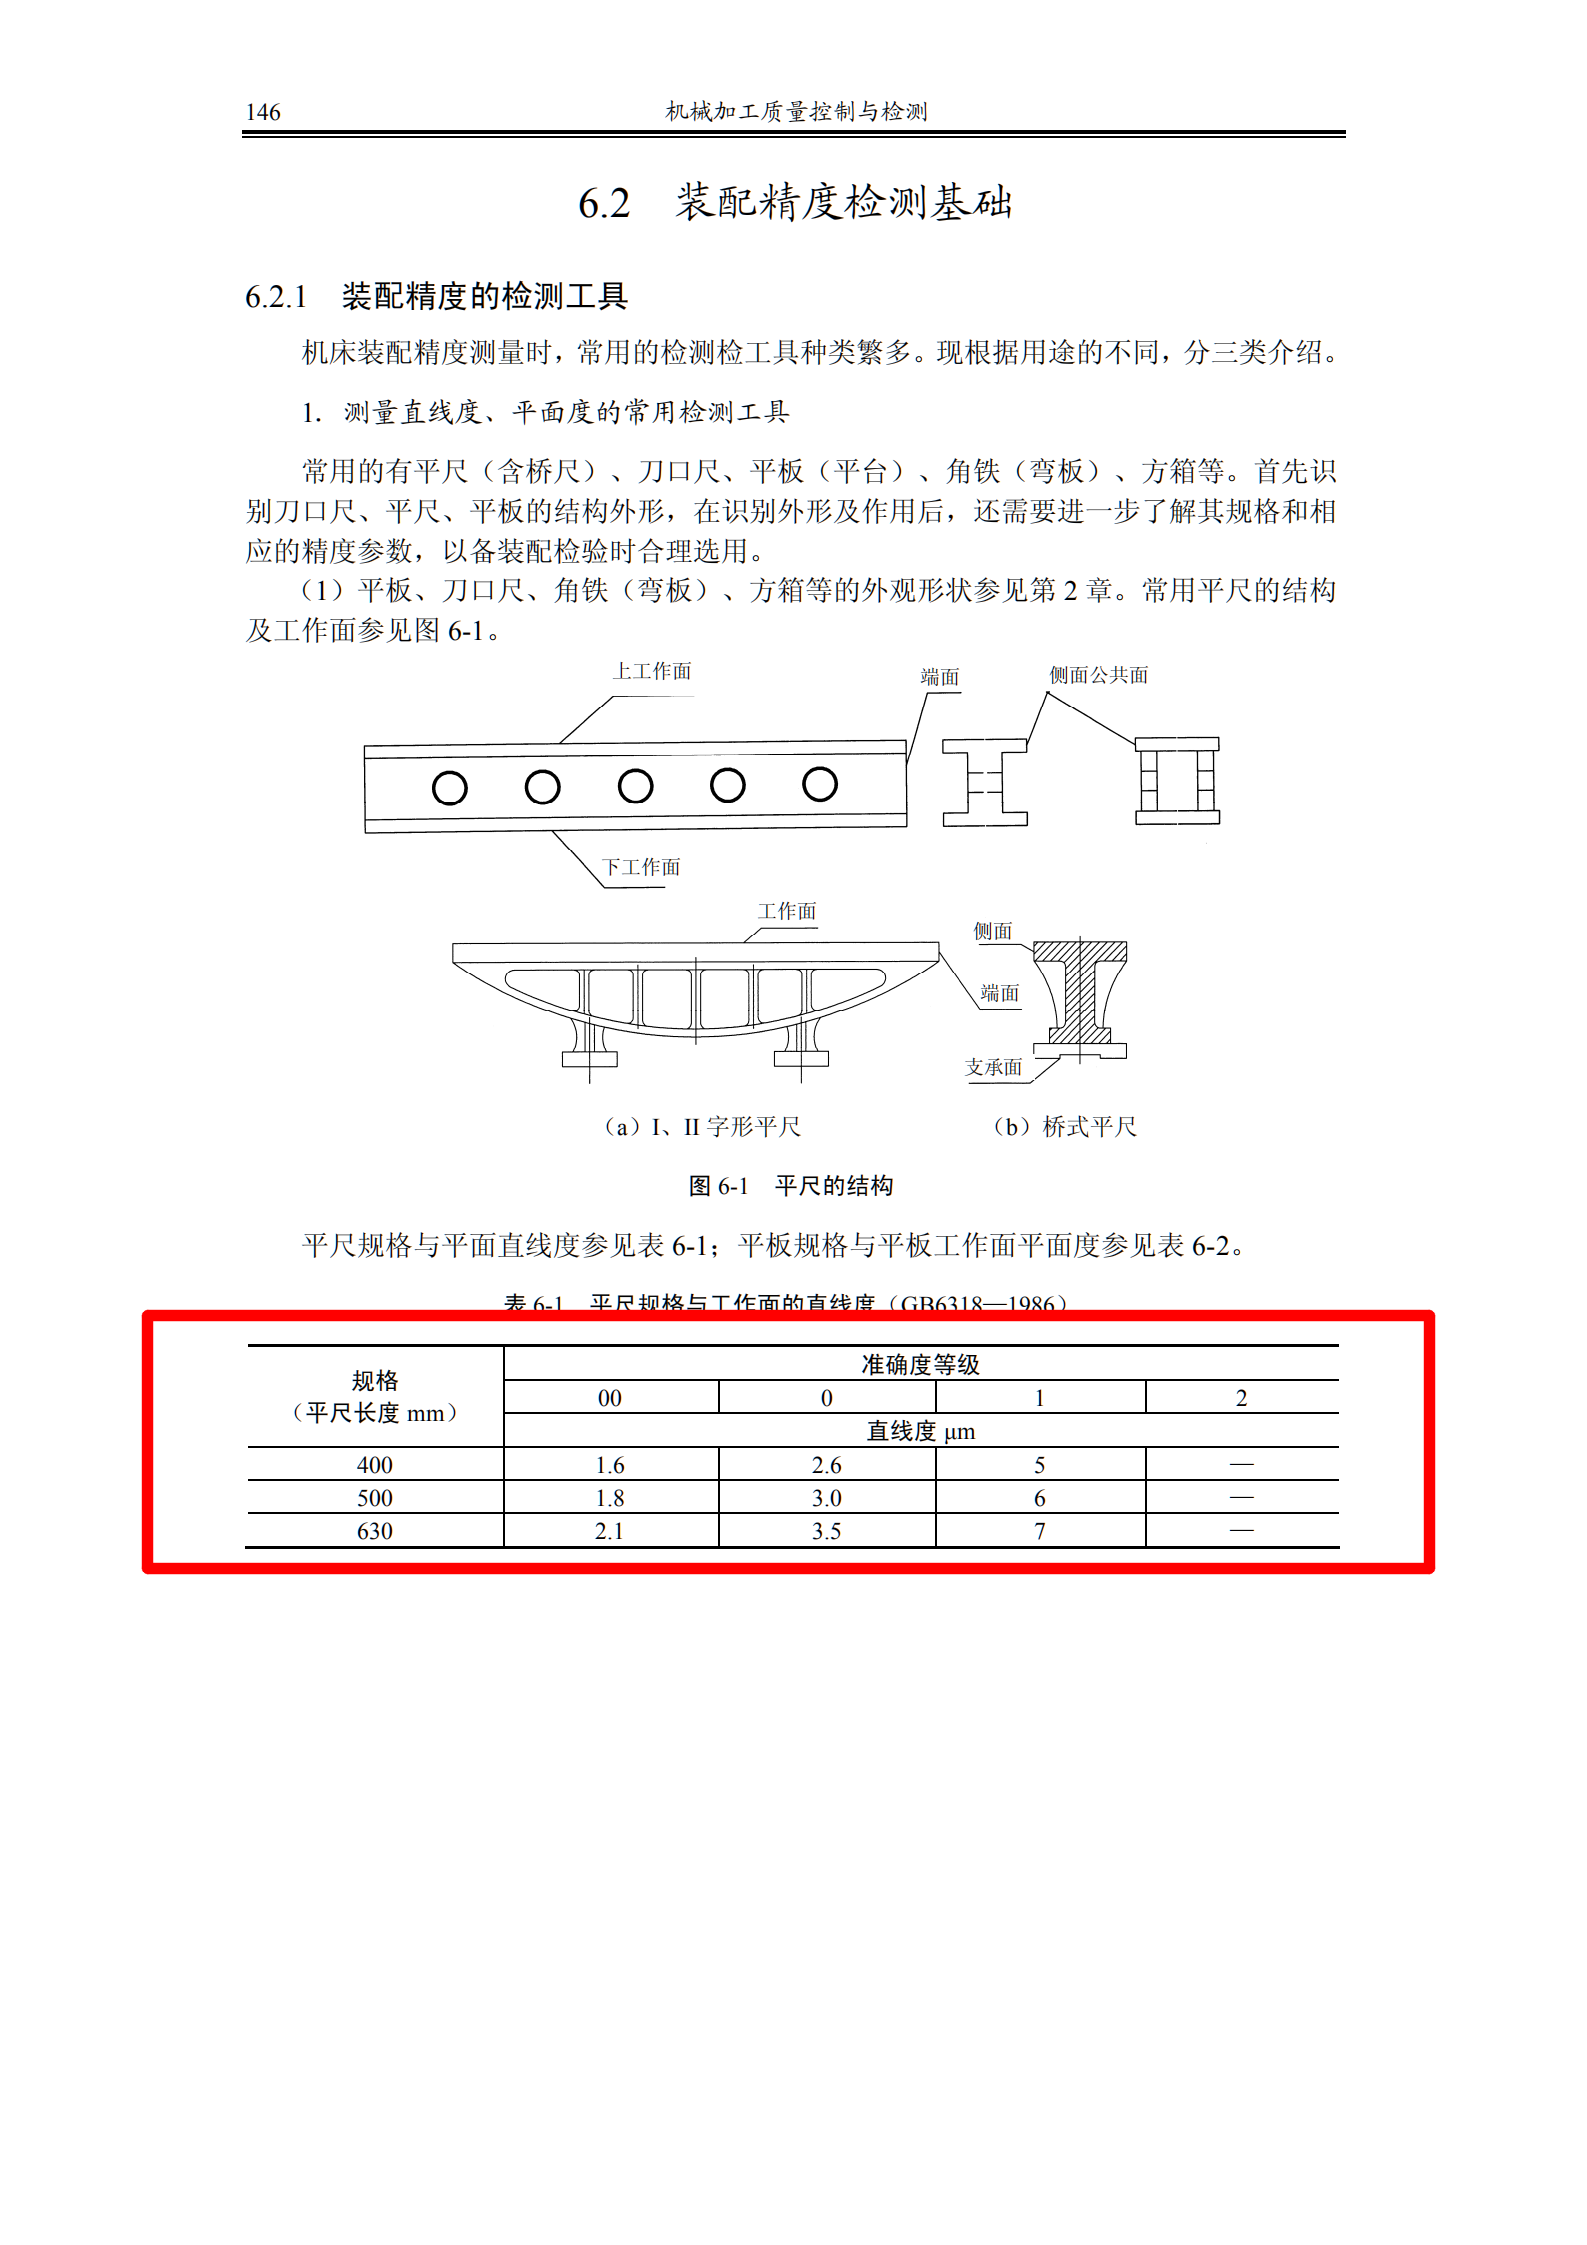 146
机械加工质量控制与检测
6.2 装配精度检测基础
6.2.1 装配精度的检测工具
机床装配精度测量时，常用的检测检工具种类繁多。现根据用途的不同，分三类介绍。
1. 测量直线度、平面度的常用检测工具
常用的有平尺（含桥尺）、刀口尺、平板（平台）、角铁（弯板）、方箱等。首先识
别刀口尺、平尺、平板的结构外形，在识别外形及作用后，还需要进一步了解其规格和相
应的精度参数，以备装配检验时合理选用。
（1）平板、刀口尺、角铁（弯板）、方箱等的外观形状参见第 2 章。常用平尺的结构
及工作面参见图 6-1。
上工作面
端面
侧面公共面
下工作面
工作面
侧面
端面
支承面
（a）I、II 字形平尺
（b）桥式平尺
图 6-1 平尺的结构
平尺规格与平面直线度参见表 6-1；平板规格与平板工作面平面度参见表 6-2。
表 6-1 平尺规格与工作面的直线度（GB6318—1986）
规格
（平尺长度 mm）
准确度等级
00 0 1 2
直线度 μm
400 1.6 2.6 5 —
500 1.8 3.0 6 —
630 2.1 3.5 7 —